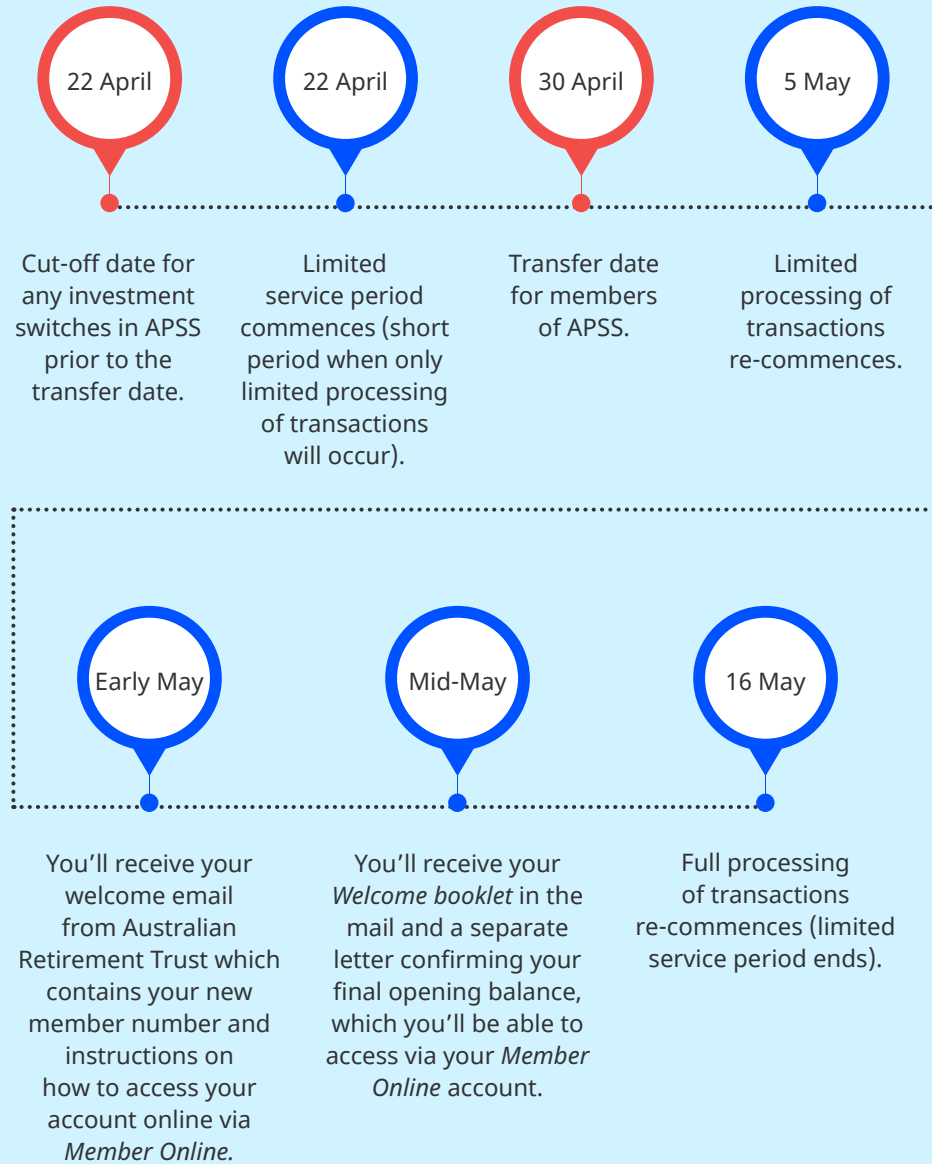 22 April
Cut-off date for
any investment
switches in APSS
prior to the
transfer date.
22 April
Limited
service period
commences (short
period when only
limited processing
of transactions
will occur).
30 April
Transfer date
for members
of APSS.
5 May
Limited
processing of
transactions
re-commences.
Early May
You’ll receive your
welcome email
from Australian
Retirement Trust which
contains your new
member number and
instructions on
how to access your
account online via
Member Online.
Mid-May
You’ll receive your
Welcome booklet in the
mail and a separate
letter confirming your
final opening balance,
which you’ll be able to
access via your Member
Online account.
16 May
Full processing
of transactions
re-commences (limited
service period ends).